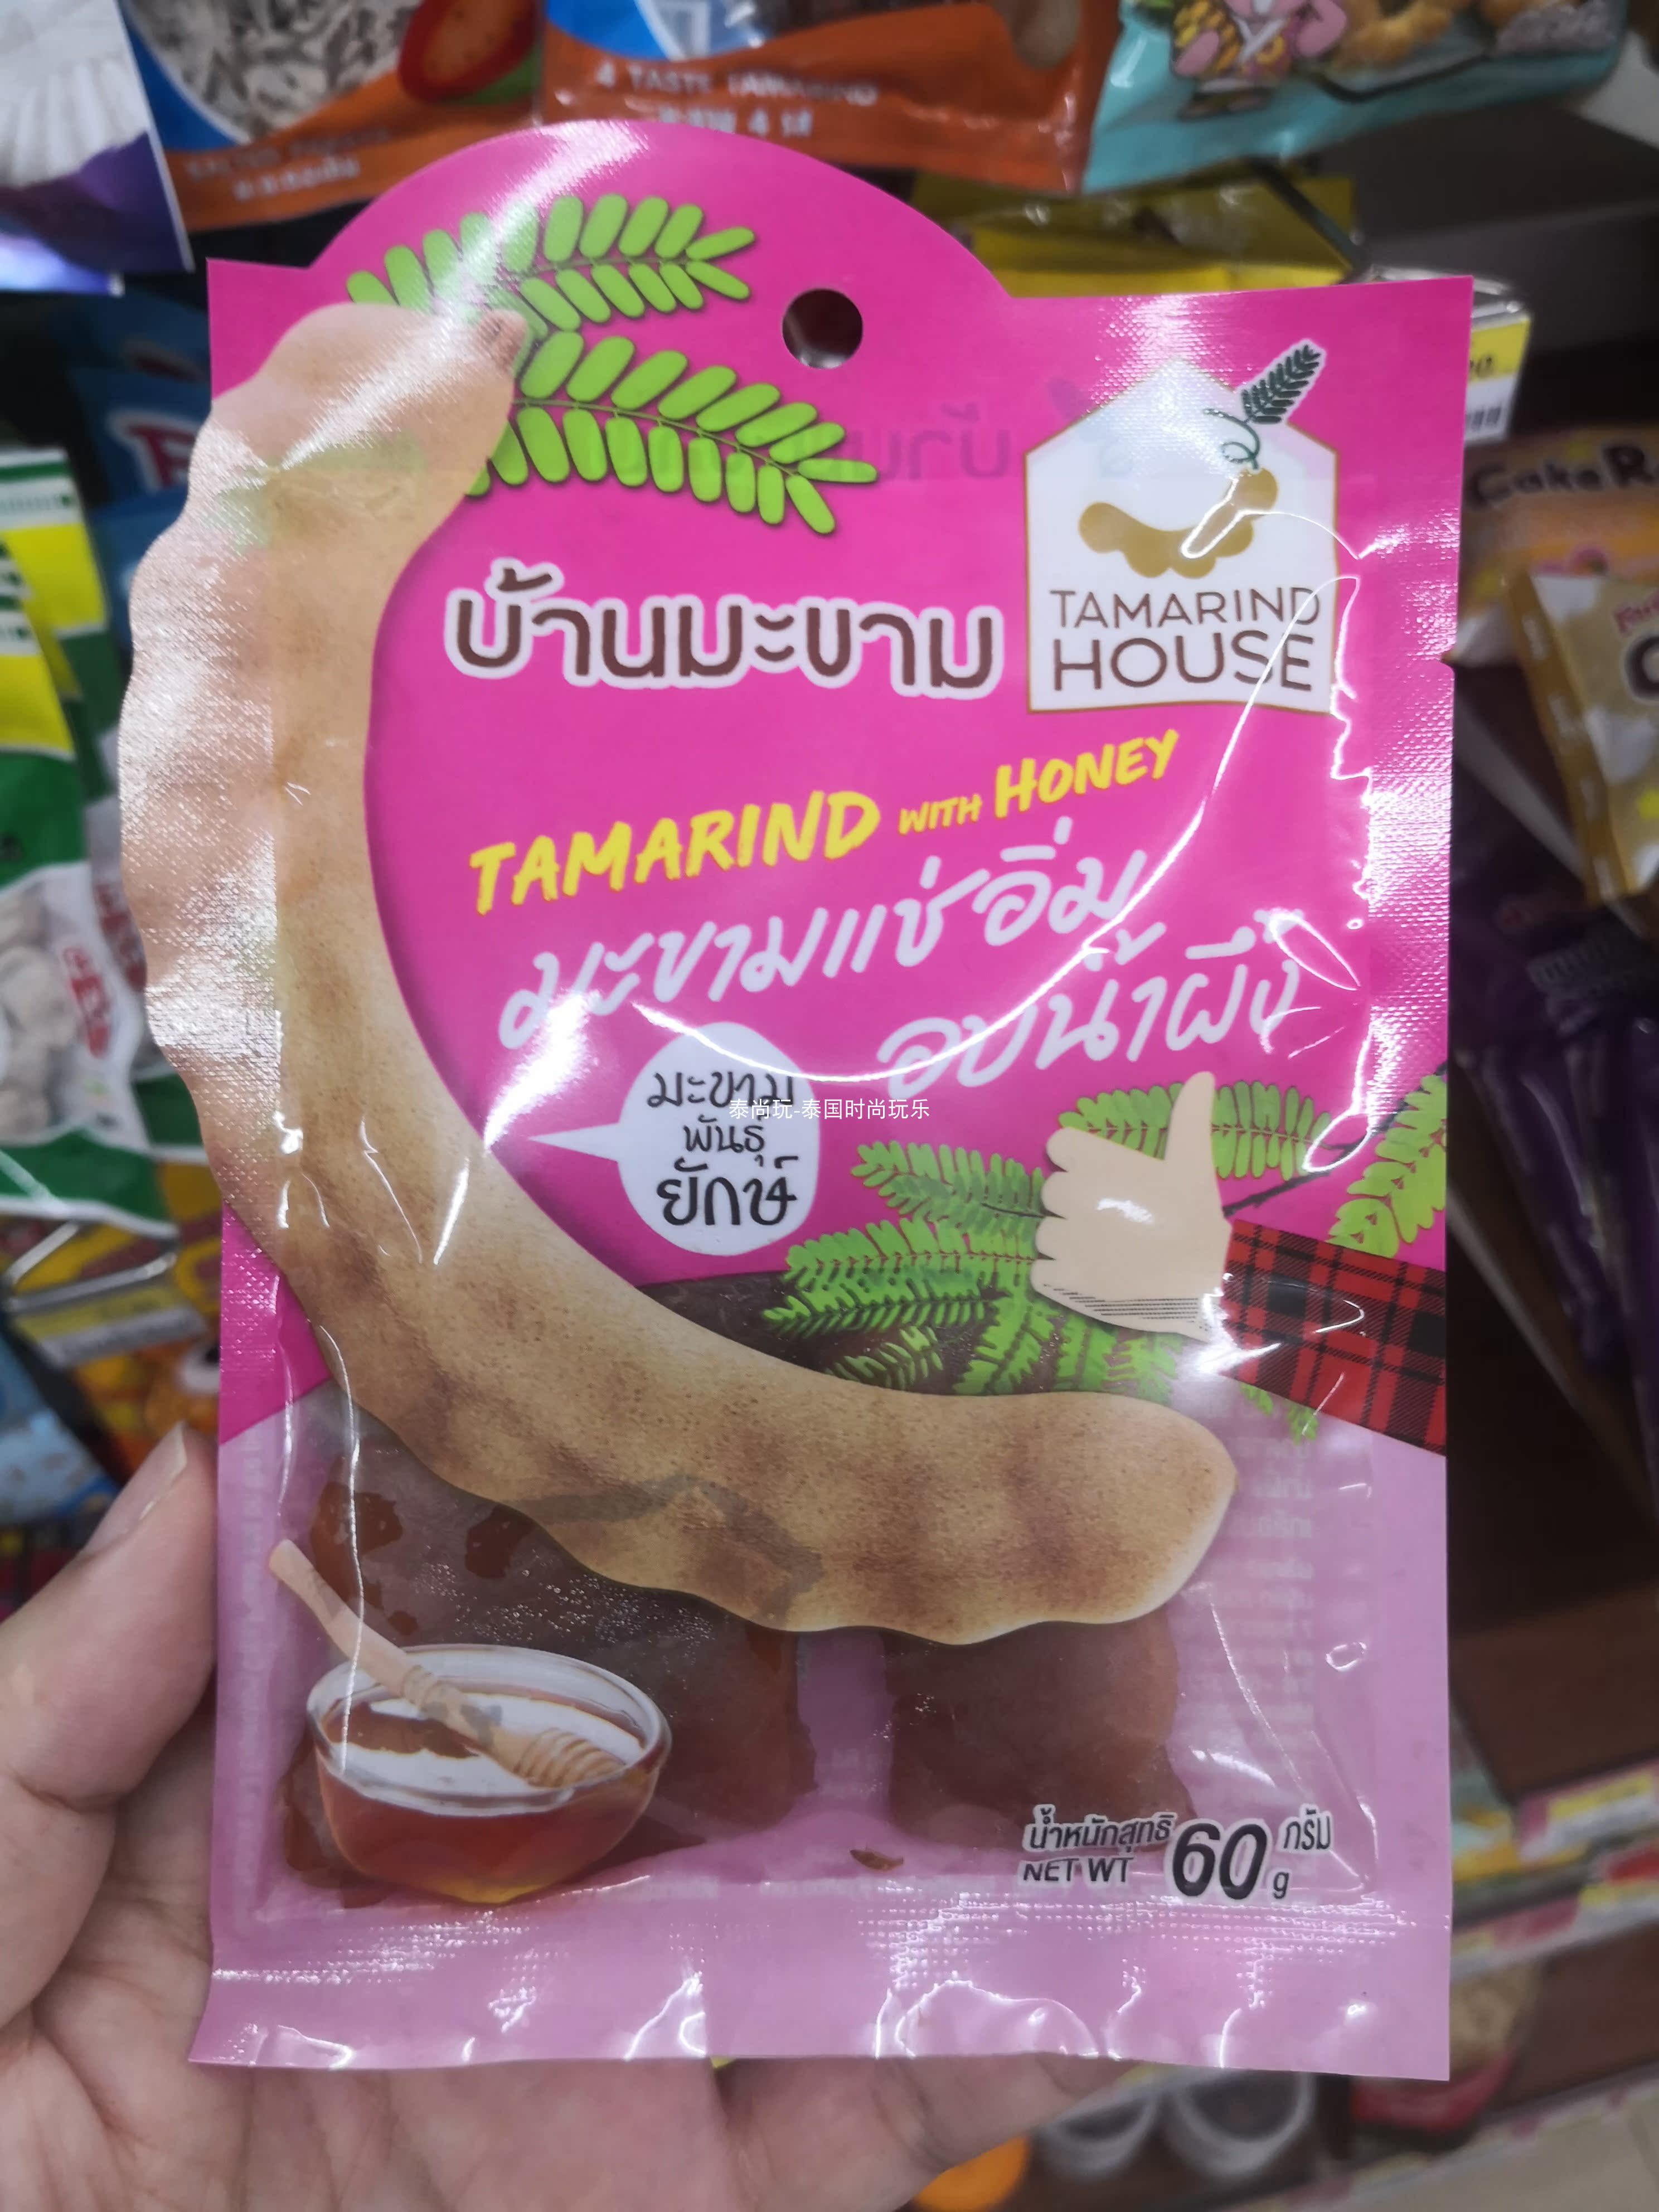 4 TASTE TAMARIND
บ้านมะขาม
TAMARIND
HOUSE
TAMARIND WITH HONEY
มะขามแช่อิ่ม
อบน้ำผึ้ง
มะขาม
พันธุ์
ยักษ์
泰尚玩-泰国时尚玩乐
น้ำหนักสุทธิ 60 กรัม
NET WT g
Cake